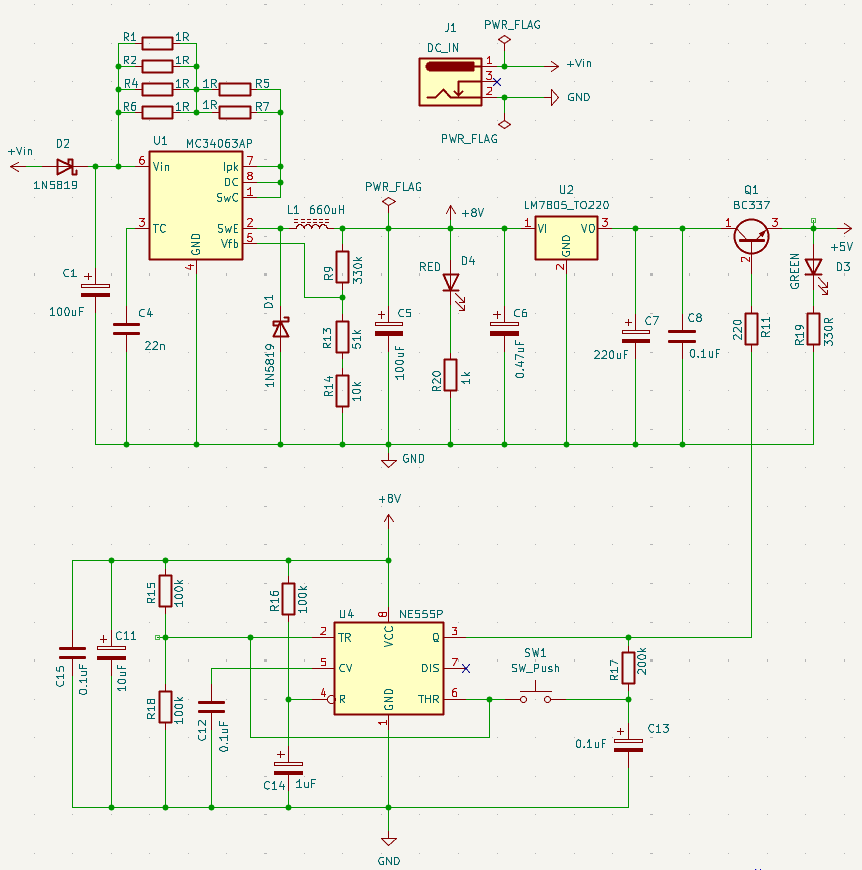 J1
PWR_FLAG
DC_IN
1
+Vin
3
2
GND
PWR_FLAG
R1 1R
R2 1R
R4 1R 1R R5
R6 1R 1R R7
+Vin
D2
1N5819
U1 MC34063AP
6 Vin Ipk 7
DC 8
SwC 1
3 TC SwE 2
Vfb 5
GND
4
L1 660uH
PWR_FLAG
+8V
U2
LM7805_TO220
1 VI VO 3
GND
2
Q1
BC337
1 3
2
+5V
D3
GREEN
C1
100uF
C4
22n
D1
1N5819
R9
330k
R13
51k
R14
10k
C5
100uF
RED D4
R20
1k
C6
0.47uF
C7
220uF
C8
0.1uF
220
R11
R19
330R
GND
+8V
C15
0.1uF
C11
10uF
R15
100k
R18
100k
C12
0.1uF
R16
100k
C14 1uF
U4 NE555P
8
VCC
2 TR Q 3
5 CV DIS 7
4 R THR 6
GND
1
SW1
SW_Push
R17
200k
C13
0.1uF
GND